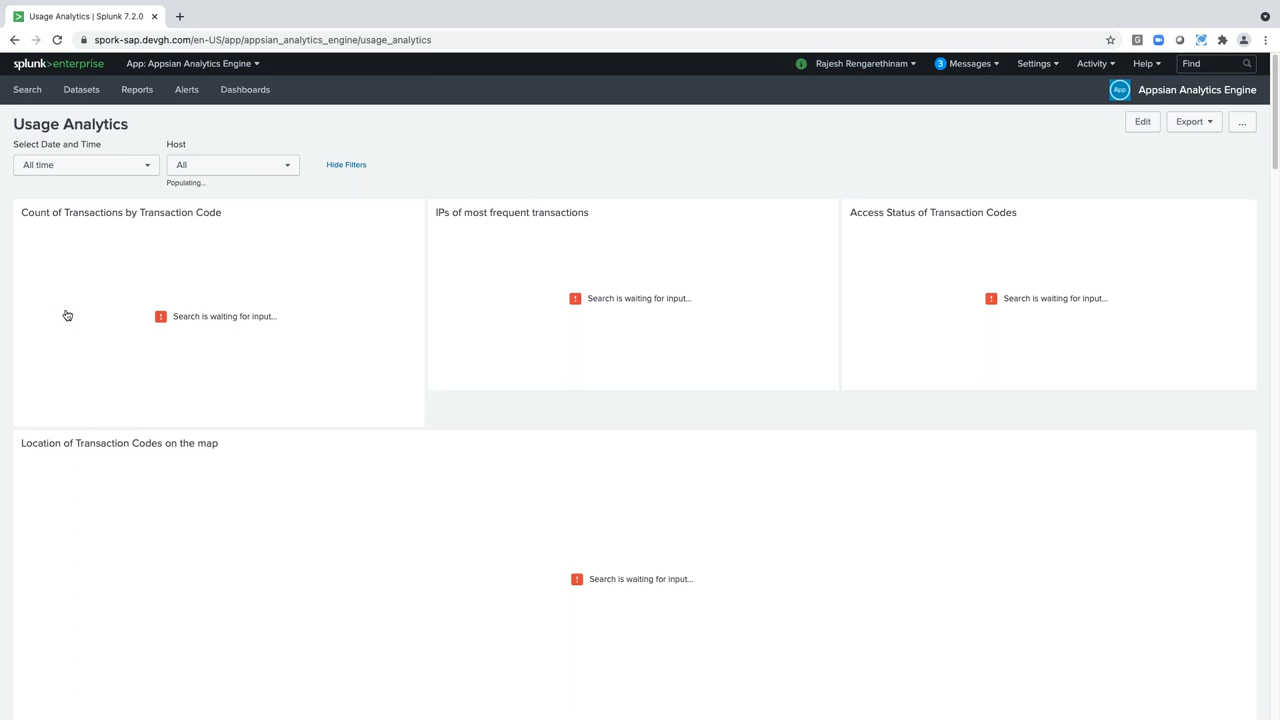 Usage Analytics | Splunk 7.2.0
spork-sap.devgh.com/en-US/app/appsian_analytics_engine/usage_analytics
splunk>enterprise App: Appsian Analytics Engine i Rajesh Rengarethinam 3 Messages Settings Activity Help Find
Search Datasets Reports Alerts Dashboards App Appsian Analytics Engine
Usage Analytics Edit Export ...
Select Date and Time Host
All time All Hide Filters
Populating...
Count of Transactions by Transaction Code IPs of most frequent transactions Access Status of Transaction Codes
! Search is waiting for input... ! Search is waiting for input...
! Search is waiting for input...
Location of Transaction Codes on the map
! Search is waiting for input...